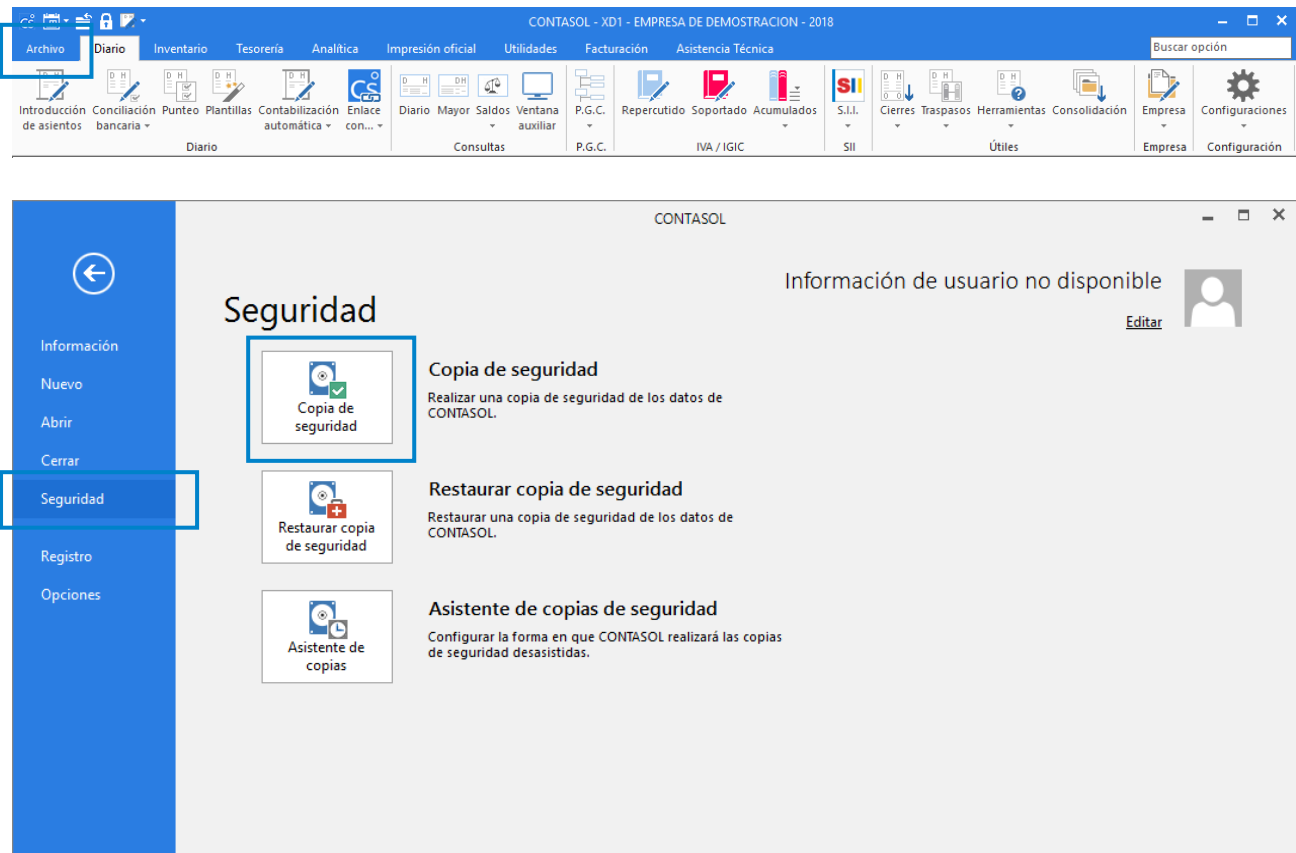 CONTASOL - XD1 - EMPRESA DE DEMOSTRACION - 2018
Archivo Diario Inventario Tesorería Analítica Impresión oficial Utilidades Facturación Asistencia Técnica Buscar opción
Introducción de asientos
Conciliación bancaria
Punteo
Plantillas
Contabilización automática
Enlace con...
Diario
Mayor
Saldos
Ventana auxiliar
P.G.C.
Repercutido
Soportado
Acumulados
SII
S.I.I.
Cierres
Traspasos
Herramientas
Consolidación
Empresa
Configuraciones
Diario Consultas P.G.C. IVA / IGIC SII Útiles Empresa Configuración
CONTASOL
Información de usuario no disponible
Editar
Información
Nuevo
Abrir
Cerrar
Seguridad
Registro
Opciones
Seguridad
Copia de
seguridad
Copia de seguridad
Realizar una copia de seguridad de los datos de
CONTASOL.
Restaurar copia
de seguridad
Restaurar copia de seguridad
Restaurar una copia de seguridad de los datos de
CONTASOL.
Asistente de
copias
Asistente de copias de seguridad
Configurar la forma en que CONTASOL realizará las copias
de seguridad desasistidas.